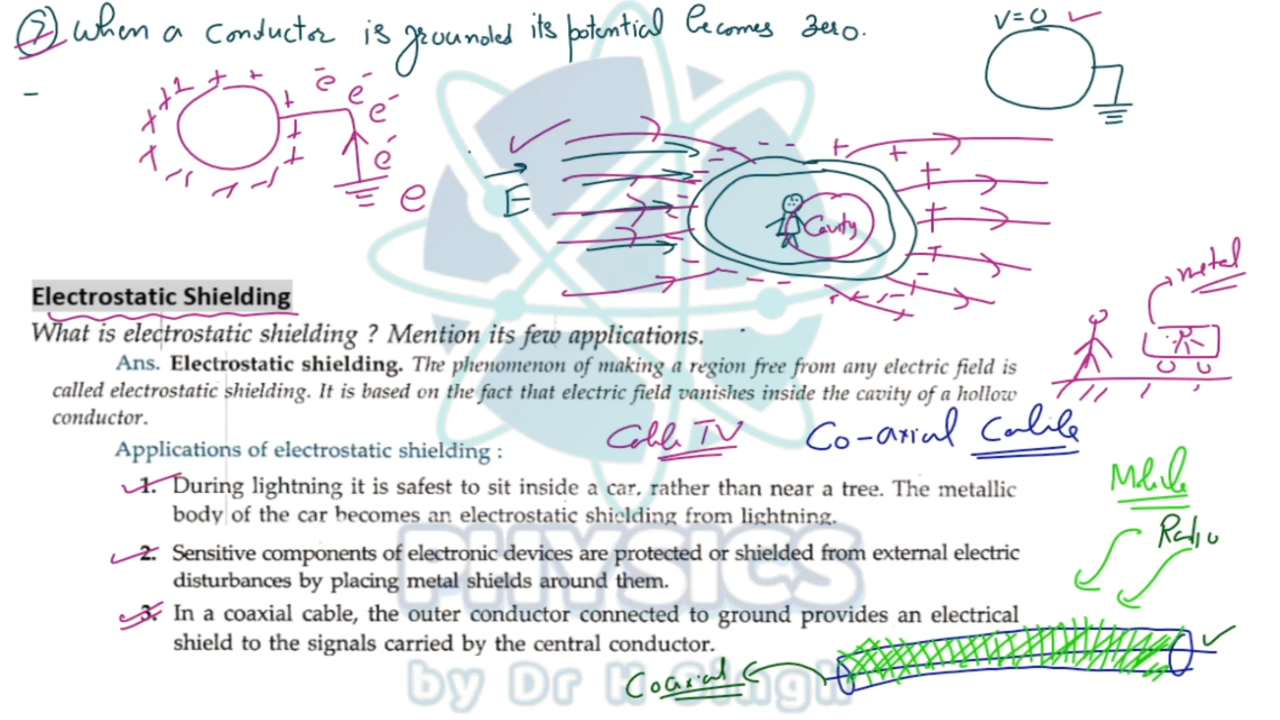 ⑦ When a conductor is grounded its potential becomes zero.
V=0
E
Cavity
metal
Electrostatic Shielding
What is electrostatic shielding ? Mention its few applications.
Ans. Electrostatic shielding. The phenomenon of making a region free from any electric field is
called electrostatic shielding. It is based on the fact that electric field vanishes inside the cavity of a hollow
conductor.
Cable TV
Co-axial Cable
Applications of electrostatic shielding :
1. During lightning it is safest to sit inside a car, rather than near a tree. The metallic
body of the car becomes an electrostatic shielding from lightning.
Mobile
Radio
2. Sensitive components of electronic devices are protected or shielded from external electric
disturbances by placing metal shields around them.
3. In a coaxial cable, the outer conductor connected to ground provides an electrical
shield to the signals carried by the central conductor.
Coaxial
PHYSICS
by Dr K Singh